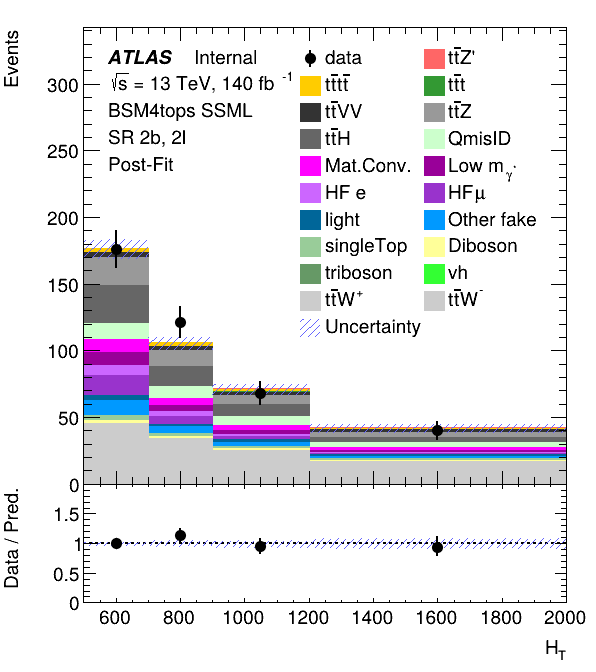 Events
ATLAS Internal
√s = 13 TeV, 140 fb⁻¹
BSM4tops SSML
SR 2b, 2l
Post-Fit
data
tt̄Z'
tt̄tt̄
tt̄t
tt̄VV
tt̄Z
tt̄H
QmisID
Mat.Conv.
Low m_γ*
HF e
HF μ
light
Other fake
singleTop
Diboson
triboson
vh
tt̄W⁺
tt̄W⁻
Uncertainty
300
250
200
150
100
50
0
Data / Pred.
1.5
1
0.5
0
600 800 1000 1200 1400 1600 1800 2000
H_T